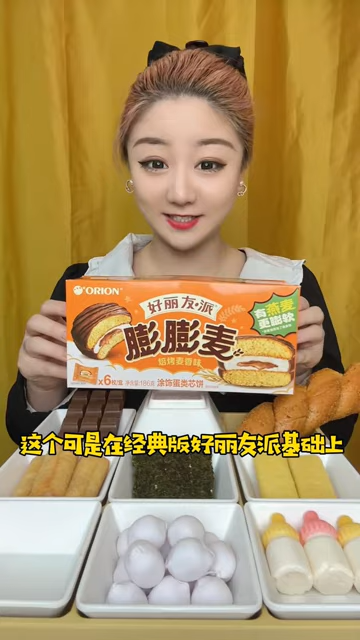 ORION
好丽友·派
膨膨麦
焙烤麦香味
有燕麦
更膨软
x6枚/盒
涂饰蛋类芯饼
这个可是在经典版好丽友派基础上